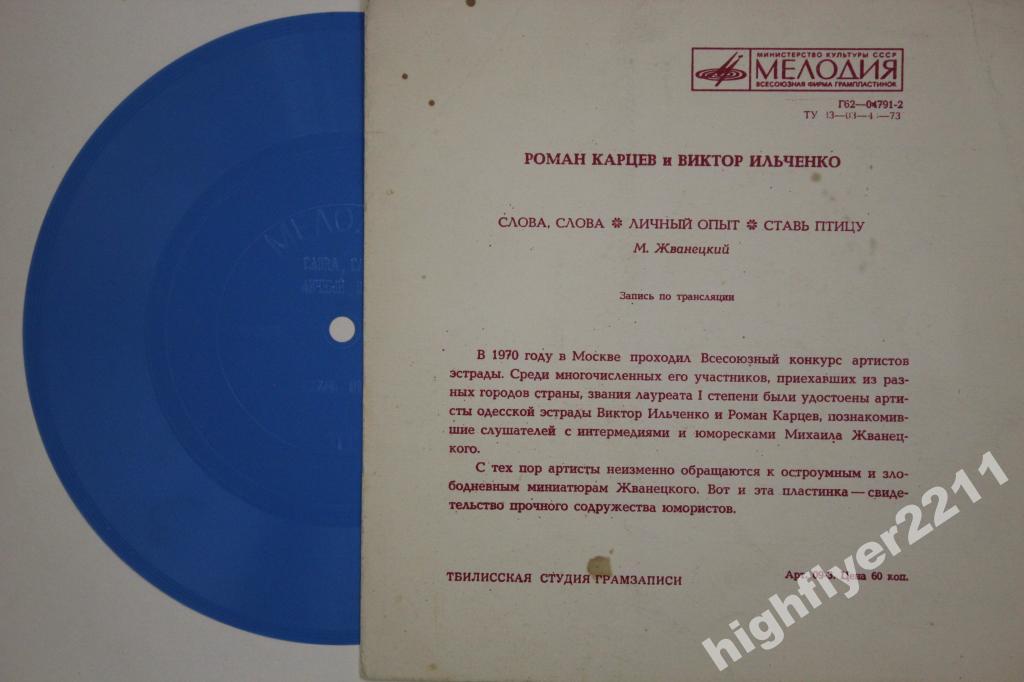 МИНИСТЕРСТВО КУЛЬТУРЫ СССР
МЕЛОДИЯ
ВСЕСОЮЗНАЯ ФИРМА ГРАМПЛАСТИНОК
Г62—04791-2
ТУ
РОМАН КАРЦЕВ и ВИКТОР ИЛЬЧЕНКО
СЛОВА, СЛОВА ✽ ЛИЧНЫЙ ОПЫТ ✽ СТАВЬ ПТИЦУ
М. Жванецкий
Запись по трансляции
В 1970 году в Москве проходил Всесоюзный конкурс артистов
эстрады. Среди многочисленных его участников, приехавших из раз-
ных городов страны, звания лауреата I степени были удостоены арти-
сты одесской эстрады Виктор Ильченко и Роман Карцев, познакомив-
шие слушателей с интермедиями и юморесками Михаила Жванец-
кого.
С тех пор артисты неизменно обращаются к остроумным и зло-
бодневным миниатюрам Жванецкого. Вот и эта пластинка — свиде-
тельство прочного содружества юмористов.
ТБИЛИССКАЯ СТУДИЯ ГРАМЗАПИСИ
Арт. Цена 60 коп.
highflyer2211